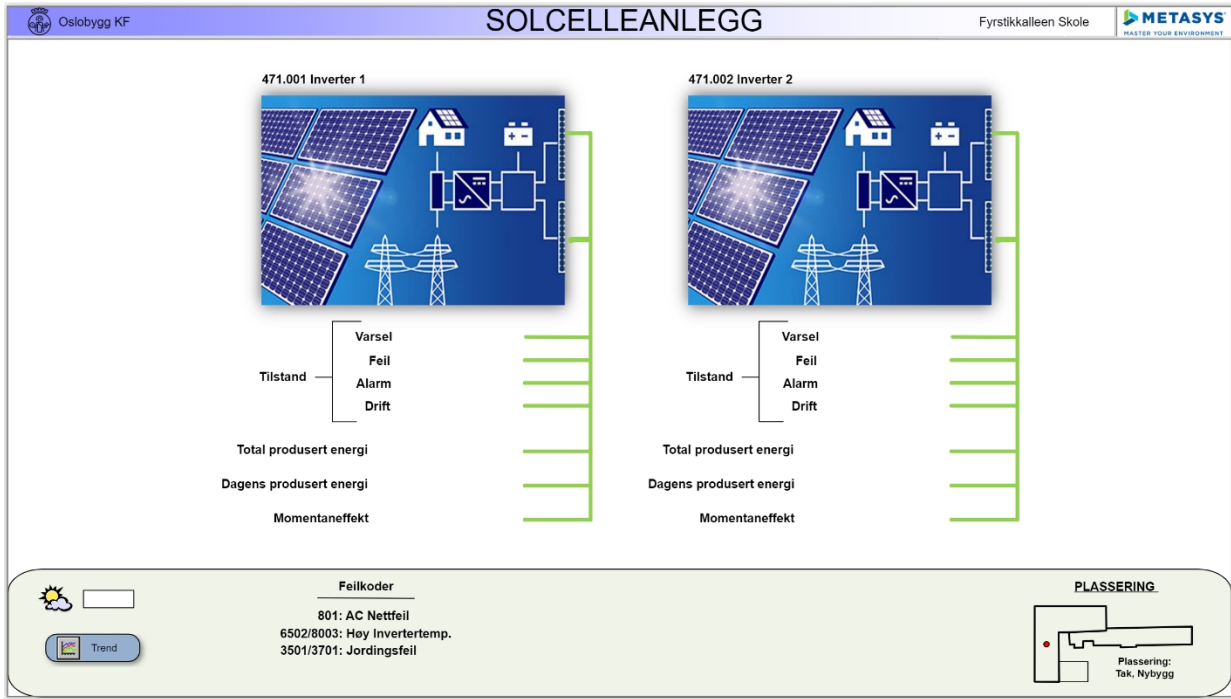 Oslobygg KF
SOLCELLEANLEGG
Fyrstikkalleen Skole
METASYS
MASTER YOUR ENVIRONMENT
471.001 Inverter 1
Varsel
Feil
Tilstand
Alarm
Drift
Total produsert energi
Dagens produsert energi
Momentaneffekt
471.002 Inverter 2
Varsel
Feil
Tilstand
Alarm
Drift
Total produsert energi
Dagens produsert energi
Momentaneffekt
Trend
Feilkoder
801: AC Nettfeil
6502/8003: Høy Invertertemp.
3501/3701: Jordingsfeil
PLASSERING
Plassering:
Tak, Nybygg